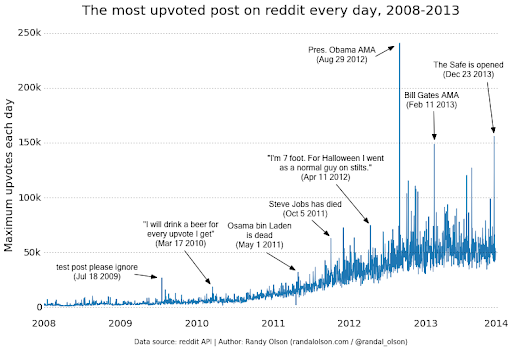 The most upvoted post on reddit every day, 2008-2013
Maximum upvotes each day
250k
200k
150k
100k
50k
0
Pres. Obama AMA
(Aug 29 2012)
The Safe is opened
(Dec 23 2013)
Bill Gates AMA
(Feb 11 2013)
"I'm 7 foot. For Halloween I went
as a normal guy on stilts."
(Apr 11 2012)
Steve Jobs has died
(Oct 5 2011)
"I will drink a beer for
every upvote I get"
(Mar 17 2010)
Osama bin Laden
is dead
(May 1 2011)
test post please ignore
(Jul 18 2009)
2008
2009
2010
2011
2012
2013
2014
Data source: reddit API | Author: Randy Olson (randalolson.com / @randal_olson)